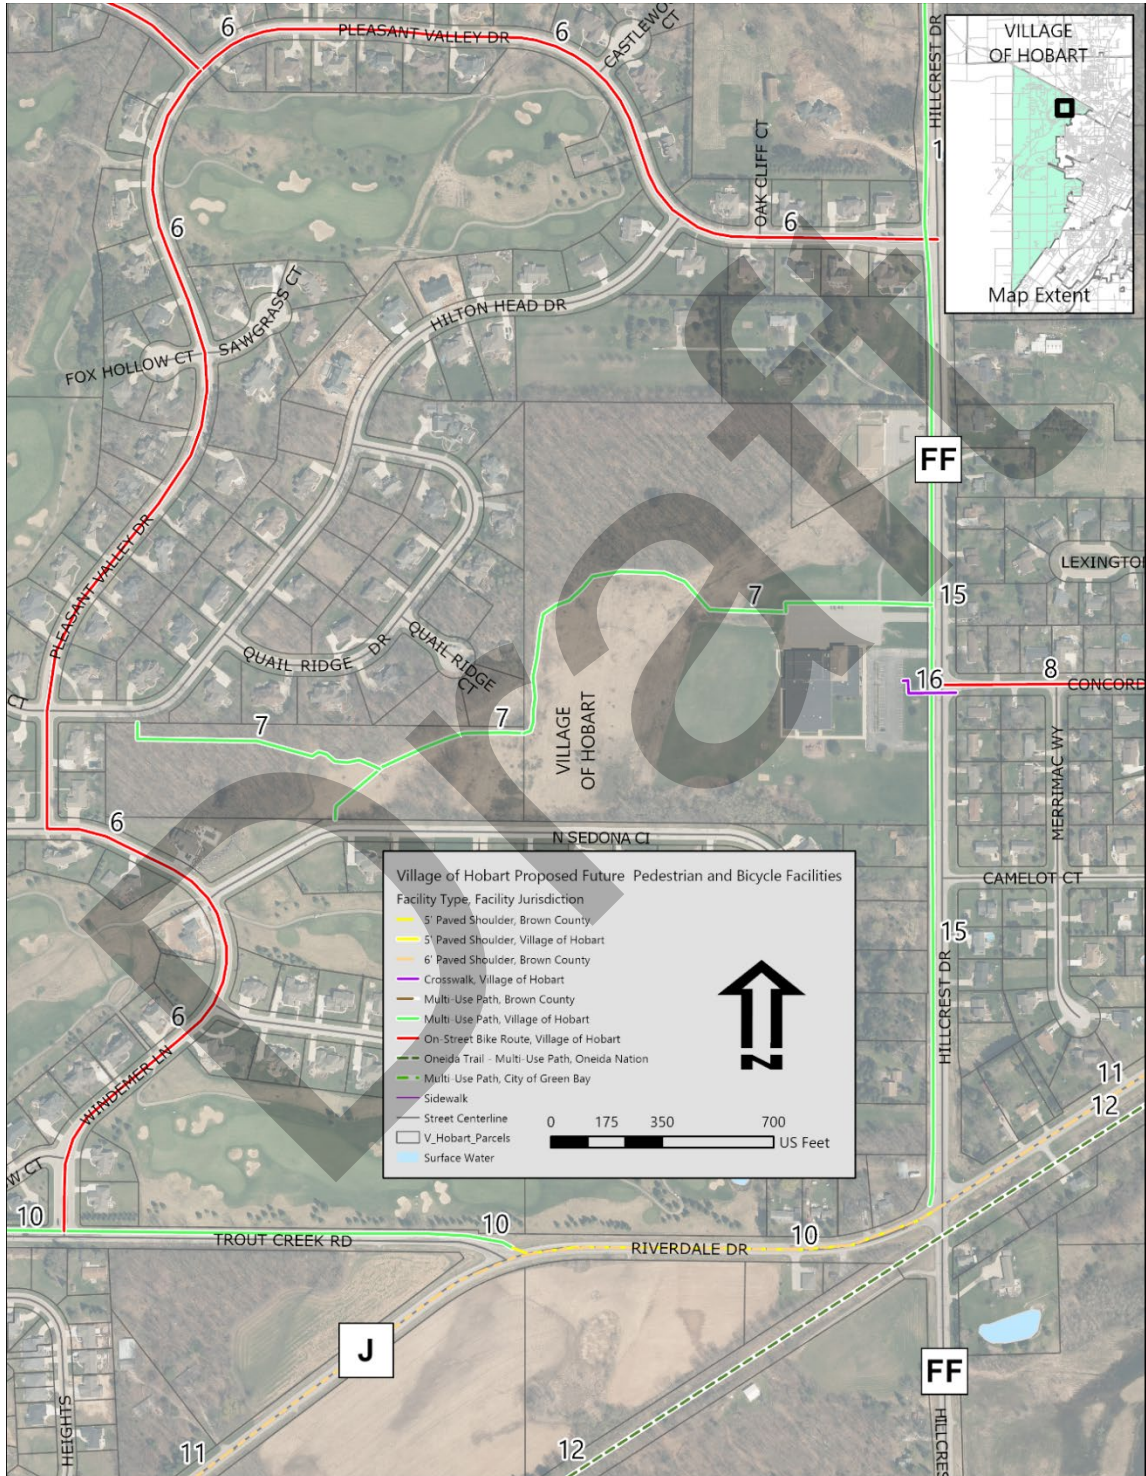 6
PLEASANT VALLEY DR
6
CASTLEWO
CT
HILLCREST DR
1
VILLAGE
OF HOBART
Map Extent
OAK CLIFF CT
6
6
SAWGRASS CT
FOX HOLLOW CT
HILTON HEAD DR
FF
PLEASANT VALLEY DR
LEXINGTO
7
15
QUAIL RIDGE DR
QUAIL RIDGE
CT
16
8
CONCORD
CT
7
7
VILLAGE
OF HOBART
MERRIMAC WY
6
N SEDONA CI
CAMELOT CT
Village of Hobart Proposed Future Pedestrian and Bicycle Facilities
Facility Type, Facility Jurisdiction
5' Paved Shoulder, Brown County
5' Paved Shoulder, Village of Hobart
6' Paved Shoulder, Brown County
Crosswalk, Village of Hobart
Multi-Use Path, Brown County
Multi-Use Path, Village of Hobart
On-Street Bike Route, Village of Hobart
Oneida Trail - Multi-Use Path, Oneida Nation
Multi-Use Path, City of Green Bay
Sidewalk
Street Centerline
V_Hobart_Parcels
Surface Water
N
0 175 350 700
US Feet
15
HILLCREST DR
6
WINDEMER LN
11
12
W CT
10
10
10
TROUT CREEK RD
RIVERDALE DR
J
FF
HEIGHTS
11
12
HILLCRES
Draft